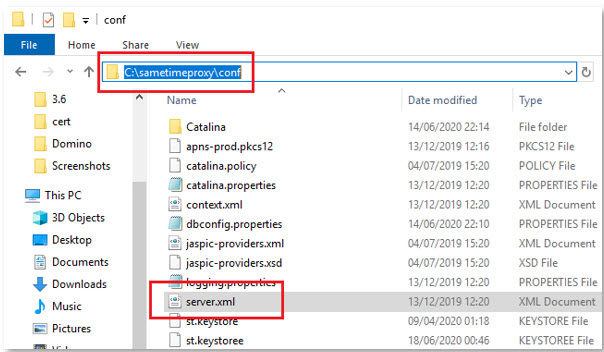 conf
File Home Share View
C:\sametimeproxy\conf
Name Date modified Type
3.6
cert
Domino
Screenshots
This PC
3D Objects
Desktop
Documents
Downloads
Music
Pictures
Catalina 14/06/2020 22:14 File folder
apns-prod.pkcs12 13/12/2019 12:16 PKCS12 File
catalina.policy 04/07/2019 15:20 POLICY File
catalina.properties 13/12/2019 12:20 PROPERTIES File
context.xml 13/12/2019 12:20 XML Document
dbconfig.properties 14/06/2020 22:10 PROPERTIES File
jaspic-providers.xml 04/07/2019 15:20 XML Document
jaspic-providers.xsd 04/07/2019 15:20 XSD File
logging.properties 13/12/2019 12:20 PROPERTIES File
server.xml 13/12/2019 12:20 XML Document
st.keystore 09/04/2020 01:18 KEYSTORE File
st.keystoree 18/06/2020 00:46 KEYSTOREE File